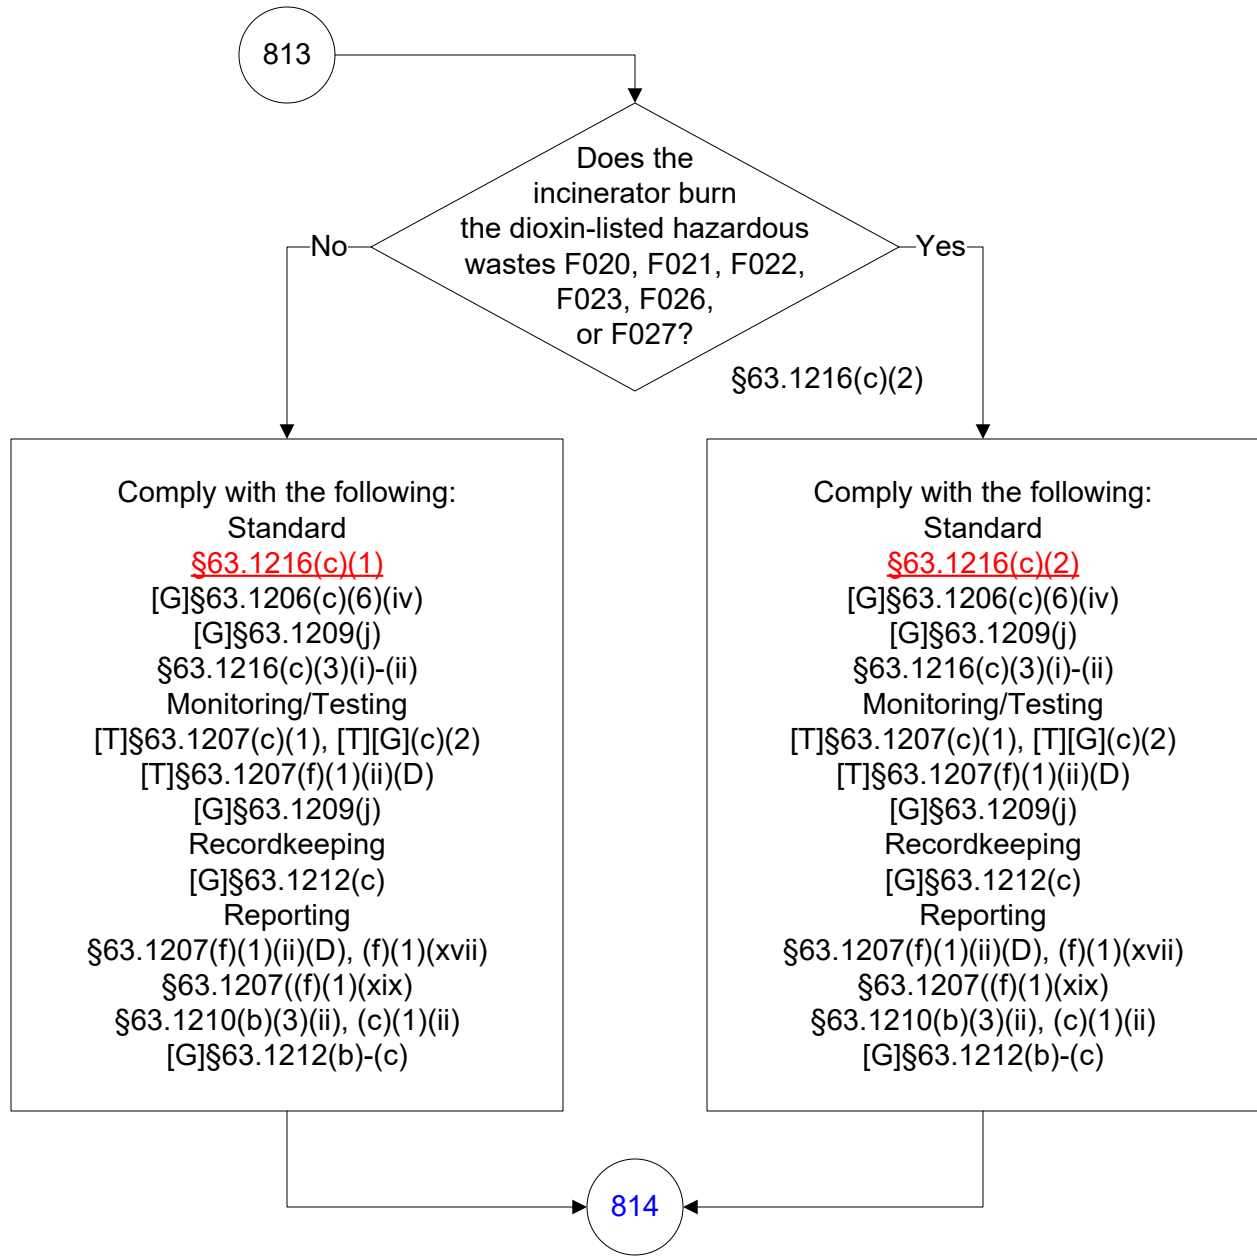 813
Does the
incinerator burn
the dioxin-listed hazardous
wastes F020, F021, F022,
F023, F026,
or F027?
No
Yes
§63.1216(c)(2)
Comply with the following:
Standard
§63.1216(c)(1)
[G]§63.1206(c)(6)(iv)
[G]§63.1209(j)
§63.1216(c)(3)(i)-(ii)
Monitoring/Testing
[T]§63.1207(c)(1), [T][G](c)(2)
[T]§63.1207(f)(1)(ii)(D)
[G]§63.1209(j)
Recordkeeping
[G]§63.1212(c)
Reporting
§63.1207(f)(1)(ii)(D), (f)(1)(xvii)
§63.1207((f)(1)(xix)
§63.1210(b)(3)(ii), (c)(1)(ii)
[G]§63.1212(b)-(c)
Comply with the following:
Standard
§63.1216(c)(2)
[G]§63.1206(c)(6)(iv)
[G]§63.1209(j)
§63.1216(c)(3)(i)-(ii)
Monitoring/Testing
[T]§63.1207(c)(1), [T][G](c)(2)
[T]§63.1207(f)(1)(ii)(D)
[G]§63.1209(j)
Recordkeeping
[G]§63.1212(c)
Reporting
§63.1207(f)(1)(ii)(D), (f)(1)(xvii)
§63.1207((f)(1)(xix)
§63.1210(b)(3)(ii), (c)(1)(ii)
[G]§63.1212(b)-(c)
814